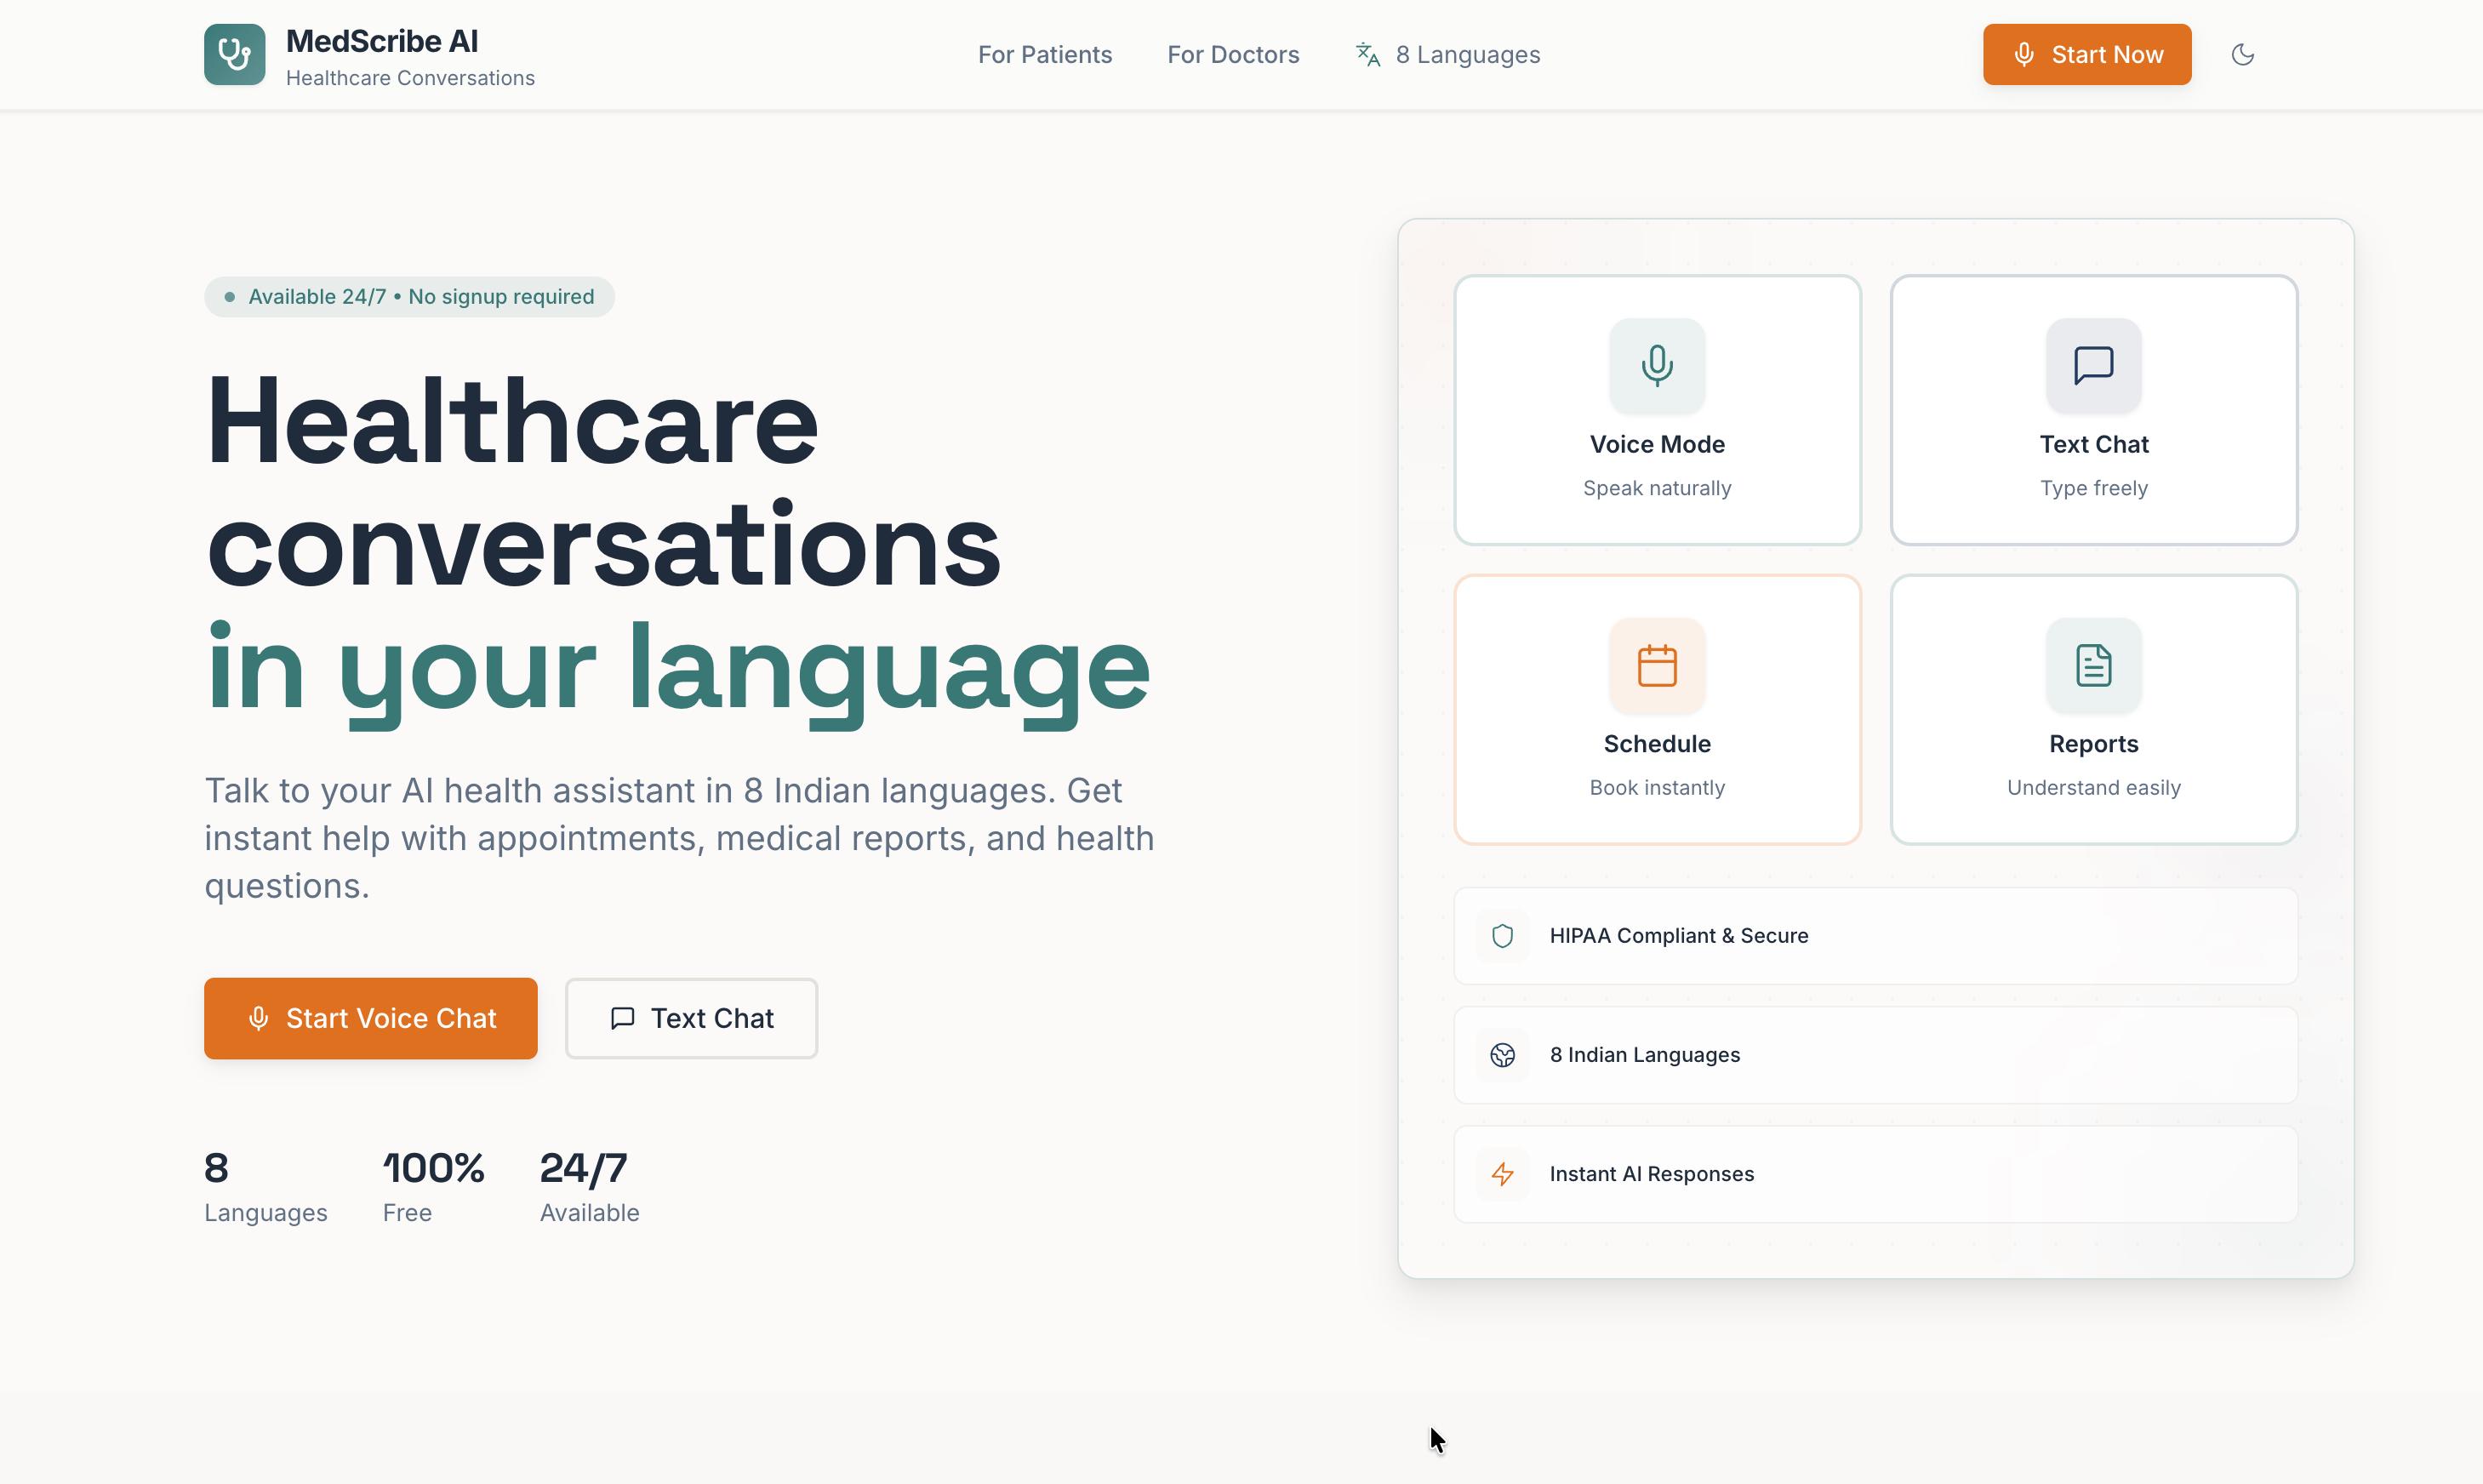 MedScribe AI
Healthcare Conversations
For Patients
For Doctors
8 Languages
Start Now
Available 24/7 • No signup required
Healthcare
conversations
in your language
Talk to your AI health assistant in 8 Indian languages. Get
instant help with appointments, medical reports, and health
questions.
Start Voice Chat
Text Chat
8
Languages
100%
Free
24/7
Available
Voice Mode
Speak naturally
Text Chat
Type freely
Schedule
Book instantly
Reports
Understand easily
HIPAA Compliant & Secure
8 Indian Languages
Instant AI Responses